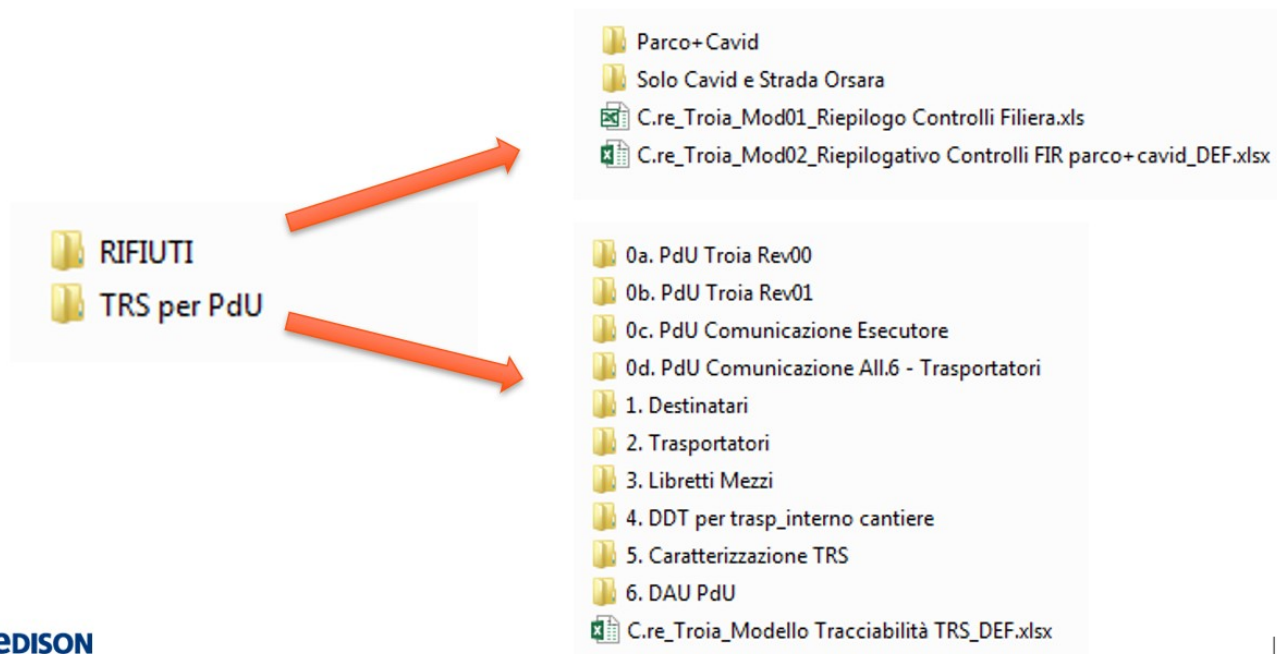 RIFIUTI
TRS per PdU
Parco+Cavid
Solo Cavid e Strada Orsara
C.re_Troia_Mod01_Riepilogo Controlli Filiera.xls
C.re_Troia_Mod02_Riepilogativo Controlli FIR parco+cavid_DEF.xlsx
0a. PdU Troia Rev00
0b. PdU Troia Rev01
0c. PdU Comunicazione Esecutore
0d. PdU Comunicazione All.6 - Trasportatori
1. Destinatari
2. Trasportatori
3. Libretti Mezzi
4. DDT per trasp_interno cantiere
5. Caratterizzazione TRS
6. DAU PdU
C.re_Troia_Modello Tracciabilità TRS_DEF.xlsx
EDISON